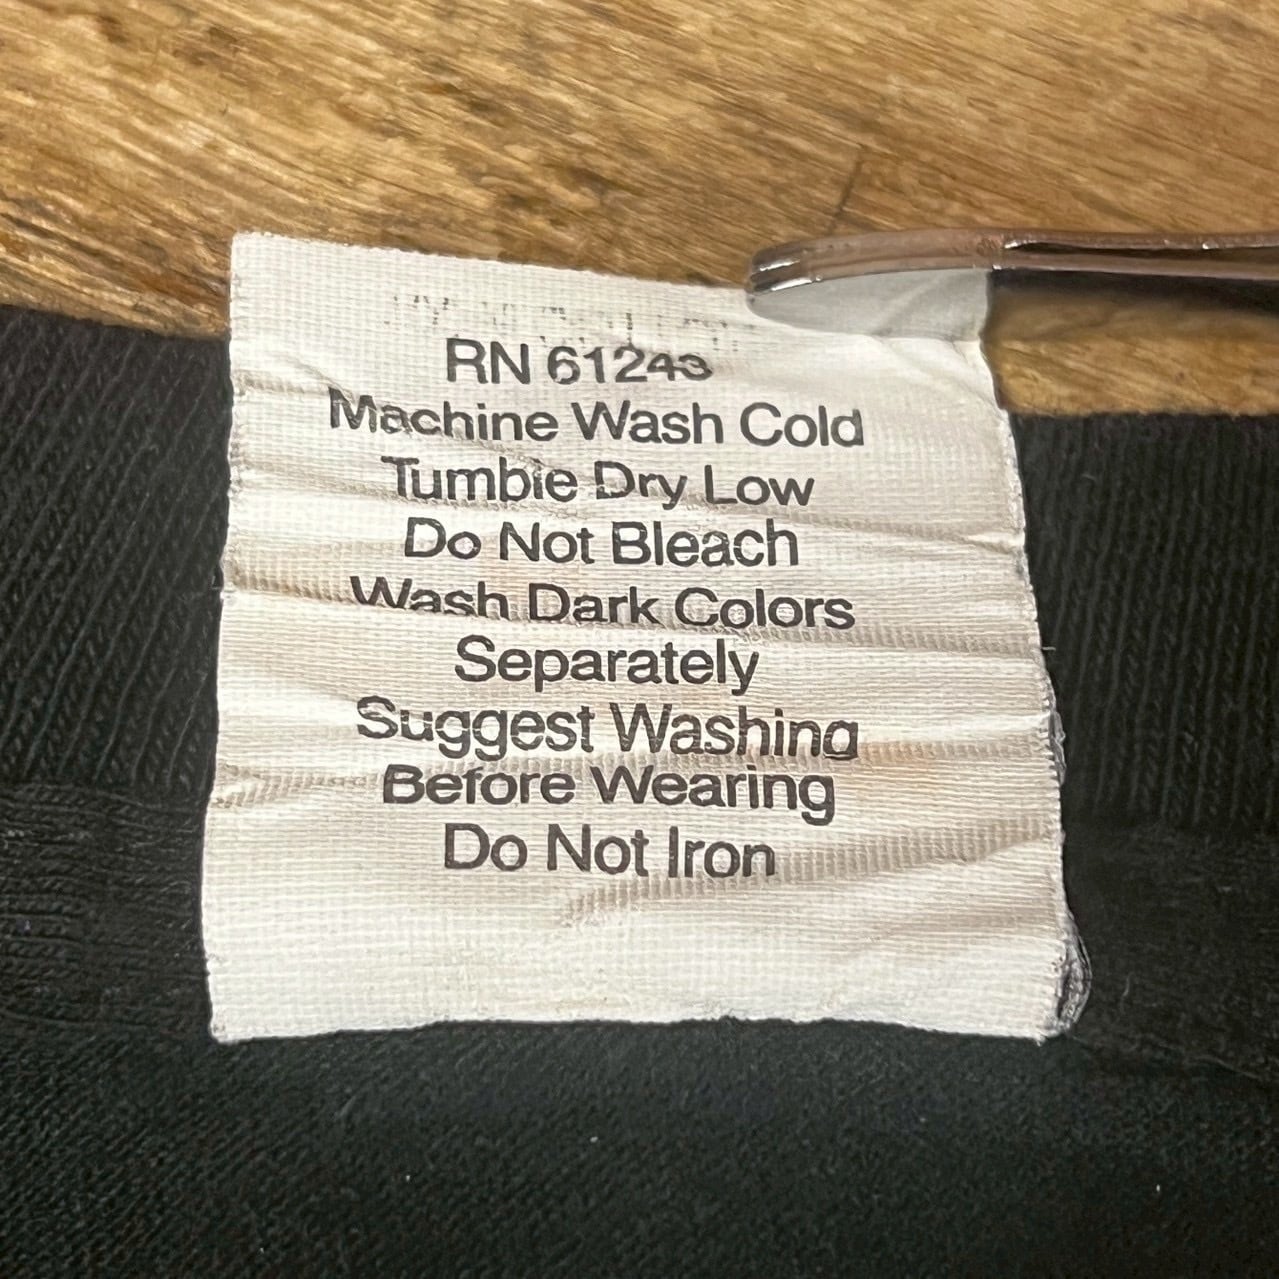 RN 61243
Machine Wash Cold
Tumble Dry Low
Do Not Bleach
Wash Dark Colors
Separately
Suggest Washing
Before Wearing
Do Not Iron